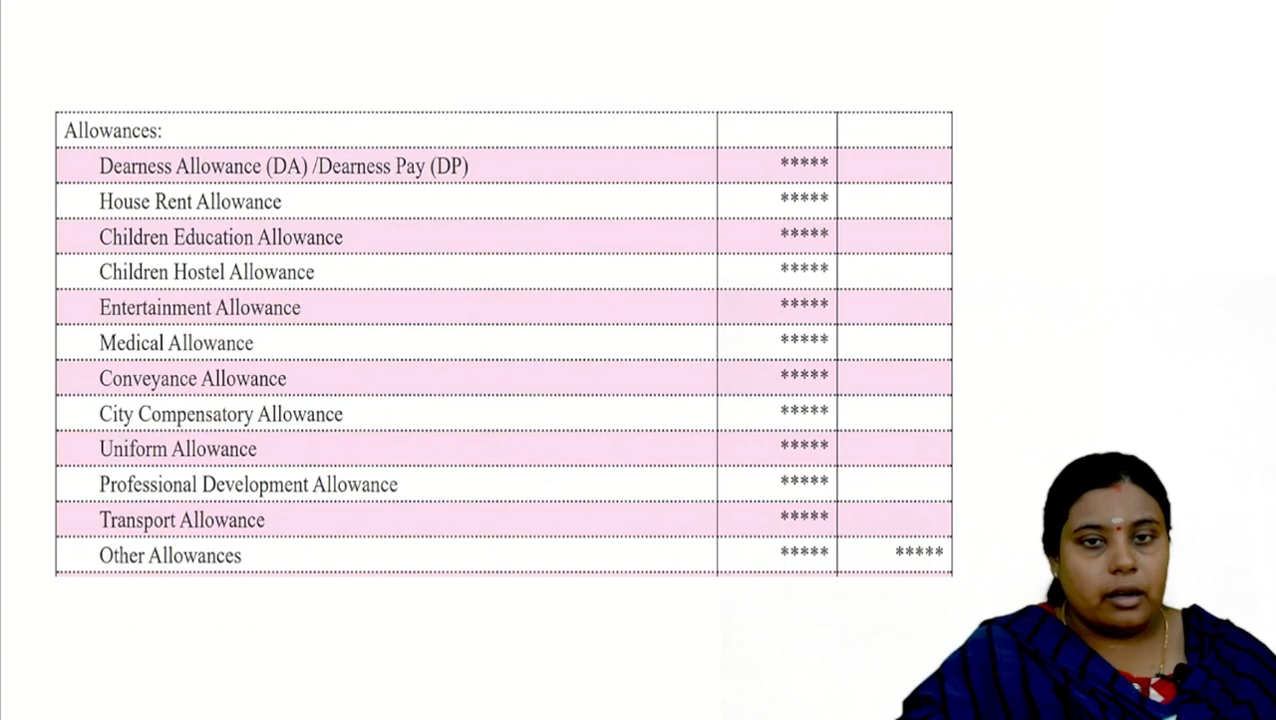 Allowances:
Dearness Allowance (DA) /Dearness Pay (DP) *****
House Rent Allowance *****
Children Education Allowance *****
Children Hostel Allowance *****
Entertainment Allowance *****
Medical Allowance *****
Conveyance Allowance *****
City Compensatory Allowance *****
Uniform Allowance *****
Professional Development Allowance *****
Transport Allowance *****
Other Allowances ***** *****